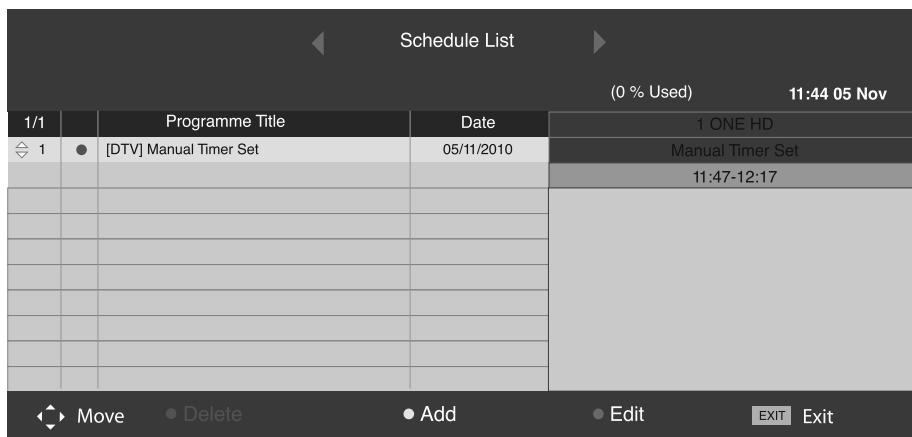 Schedule List
(0 % Used) 11:44 05 Nov
1/1 Programme Title Date 1 ONE HD
1 [DTV] Manual Timer Set 05/11/2010 Manual Timer Set
11:47-12:17
Move Delete Add Edit EXIT Exit